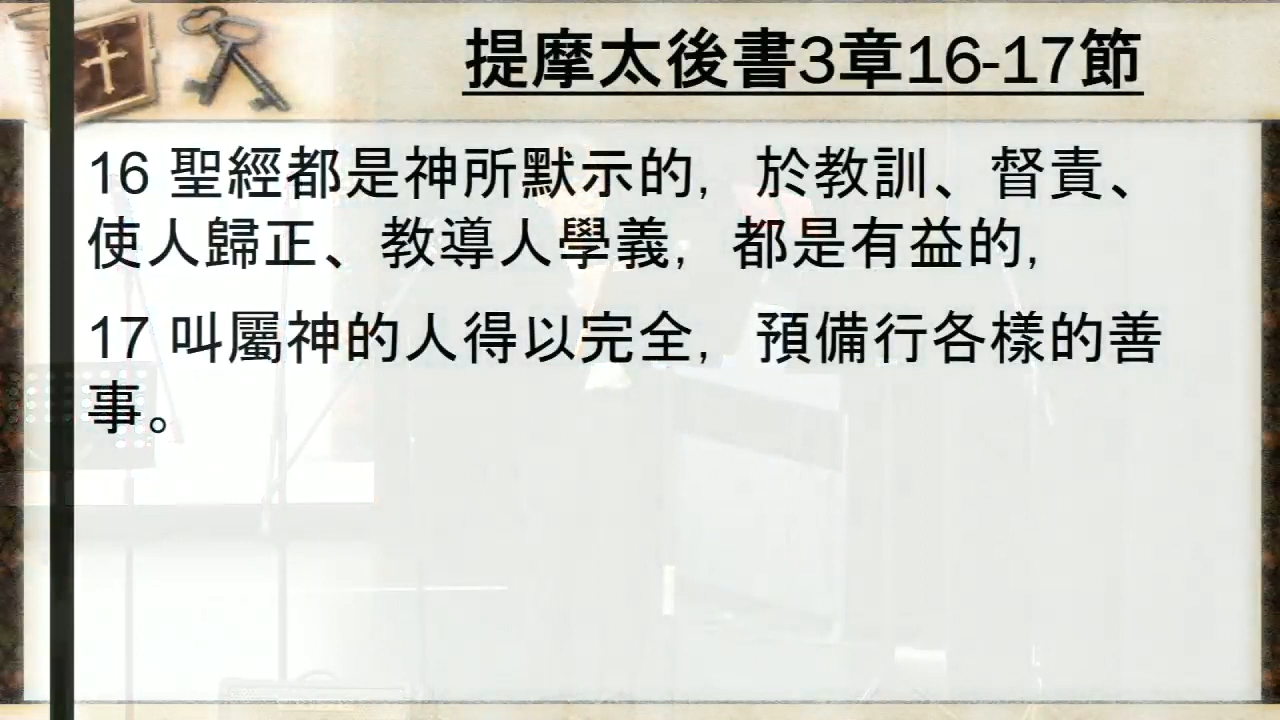 提摩太後書3章16-17節
16 聖經都是神所默示的, 於教訓、督責、
使人歸正、教導人學義, 都是有益的,
17 叫屬神的人得以完全, 預備行各樣的善
事。